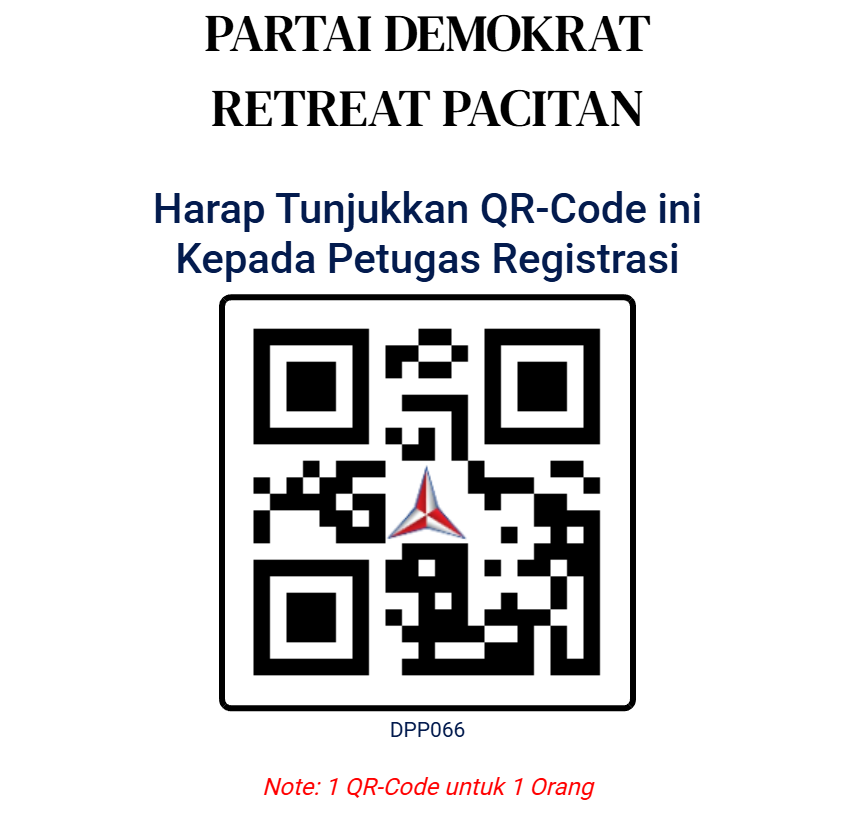 PARTAI DEMOKRAT
RETREAT PACITAN
Harap Tunjukkan QR-Code ini
Kepada Petugas Registrasi
DPP066
Note: 1 QR-Code untuk 1 Orang